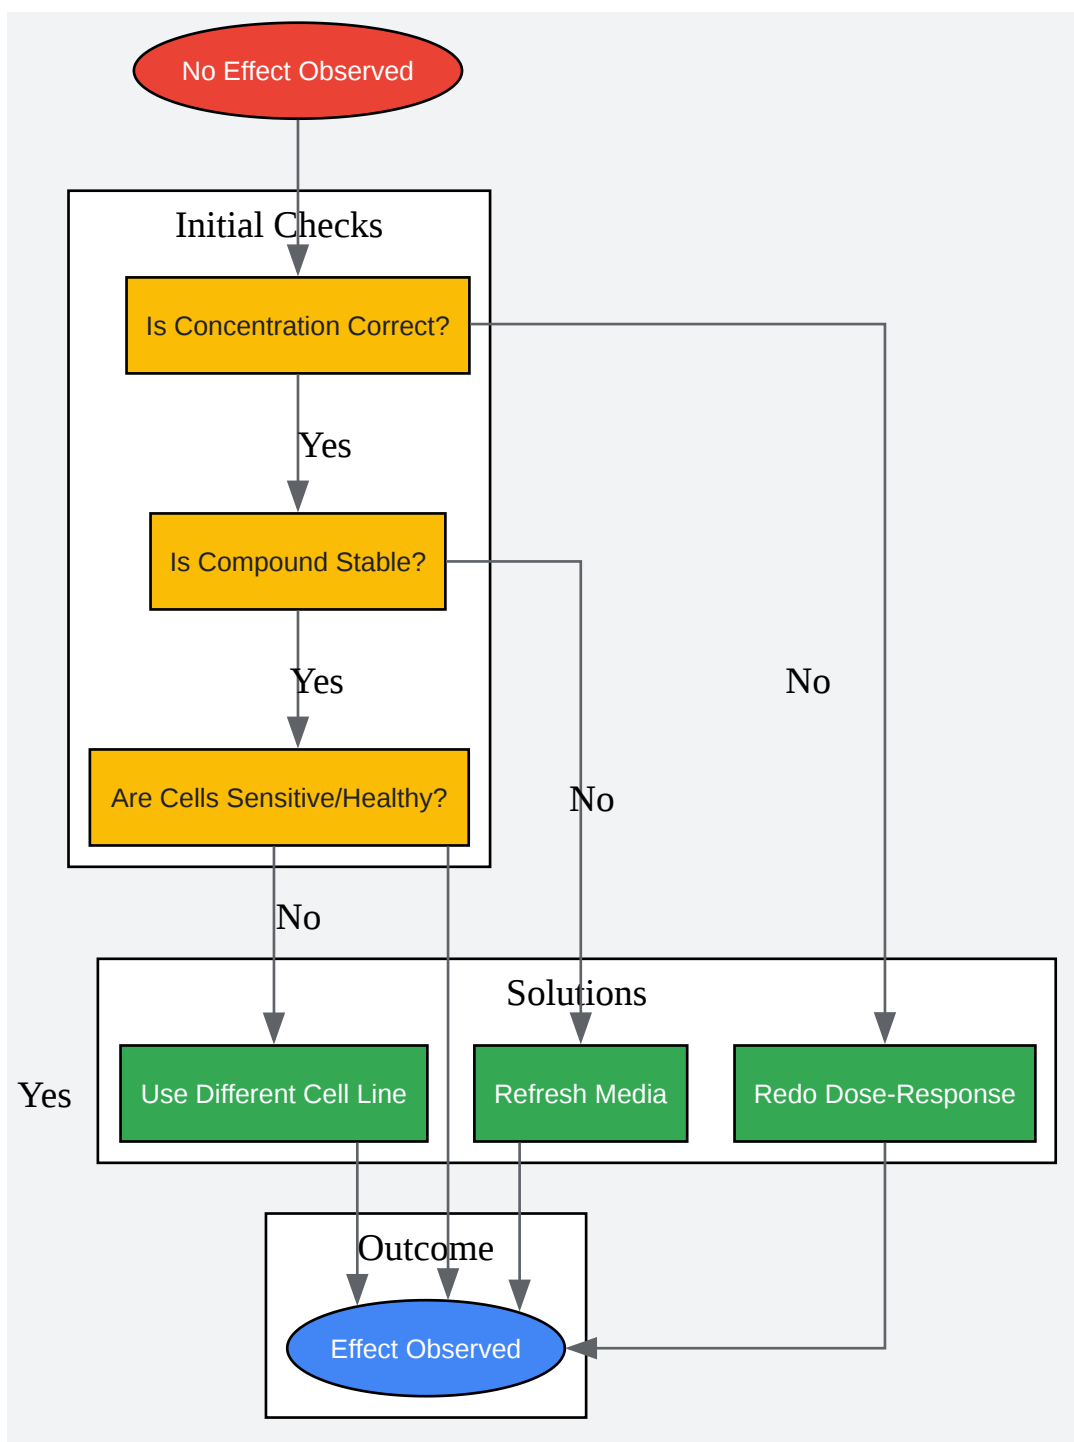 No Effect Observed
Initial Checks
Is Concentration Correct?
Yes
Is Compound Stable?
Yes
No
Are Cells Sensitive/Healthy?
No
No
Solutions
Yes
Use Different Cell Line
Refresh Media
Redo Dose-Response
Outcome
Effect Observed